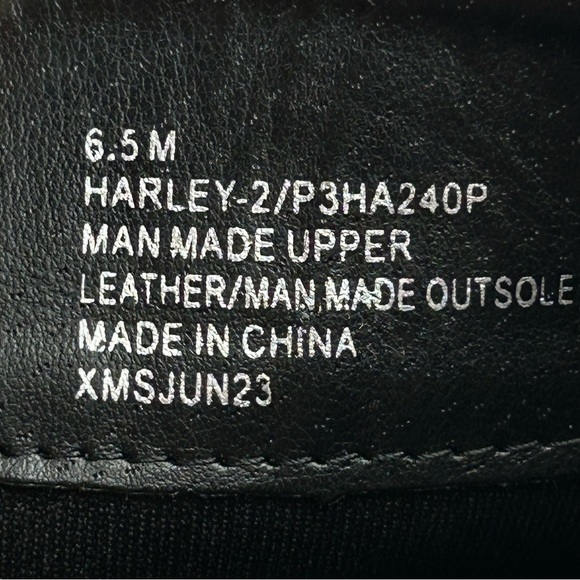 6.5 M
HARLEY-2/P3HA240P
MAN MADE UPPER
LEATHER/MAN MADE OUTSOLE
MADE IN CHINA
XMSJUN23